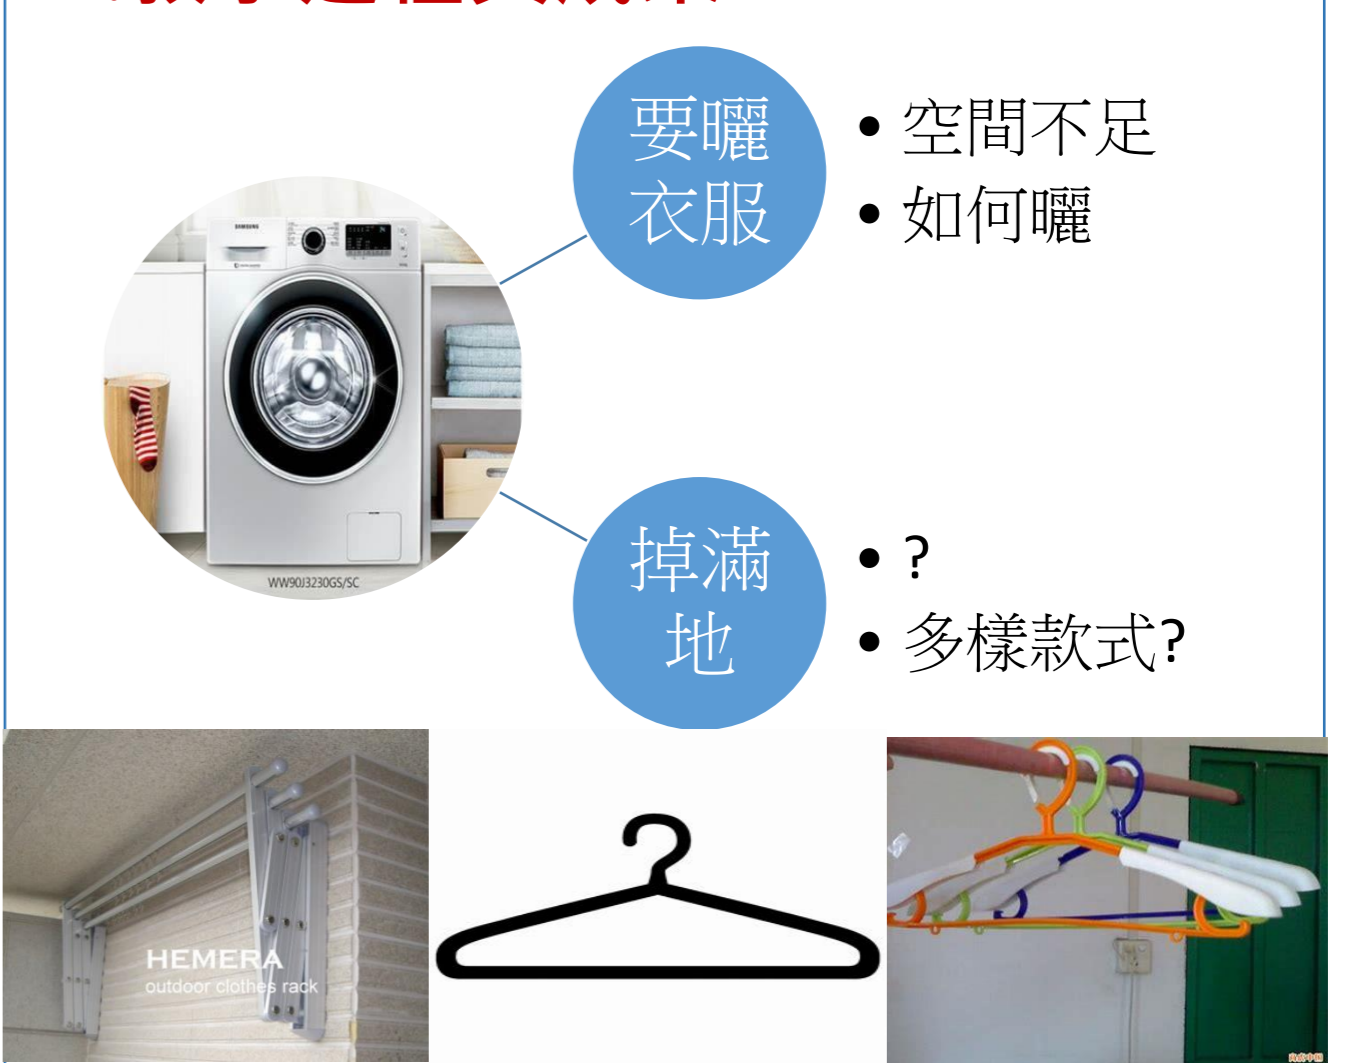 要曬
衣服
• 空間不足
• 如何曬
SAMSUNG
WW90J3230GS/SC
掉滿
地
• ?
• 多樣款式?
HEMERA
outdoor clothes rack